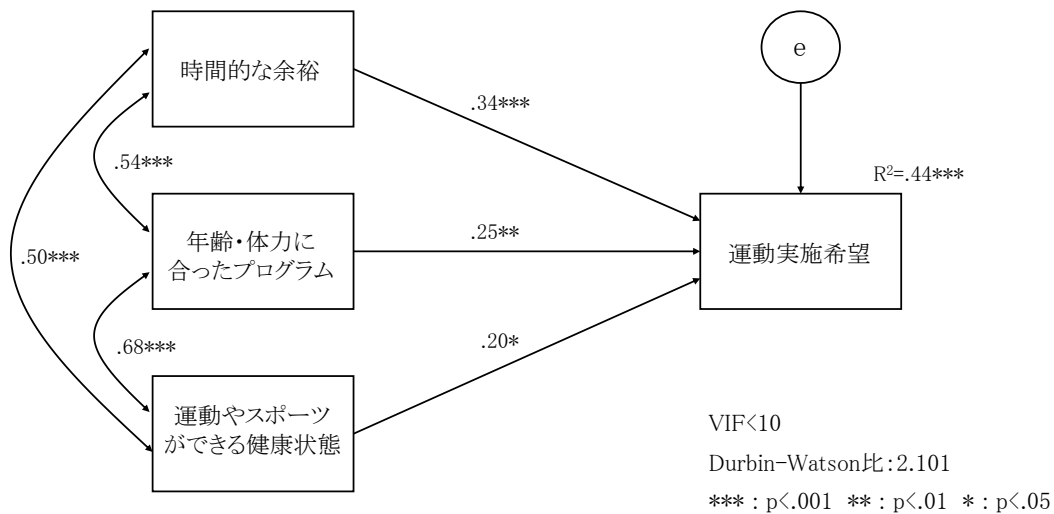 時間的な余裕
e
.34***
.54***
R²=.44***
年齢・体力に
合ったプログラム
.25**
運動実施希望
.50***
.68***
.20*
運動やスポーツ
ができる健康状態
VIF<10
Durbin-Watson比:2.101
***:p<.001 **:p<.01 *:p<.05